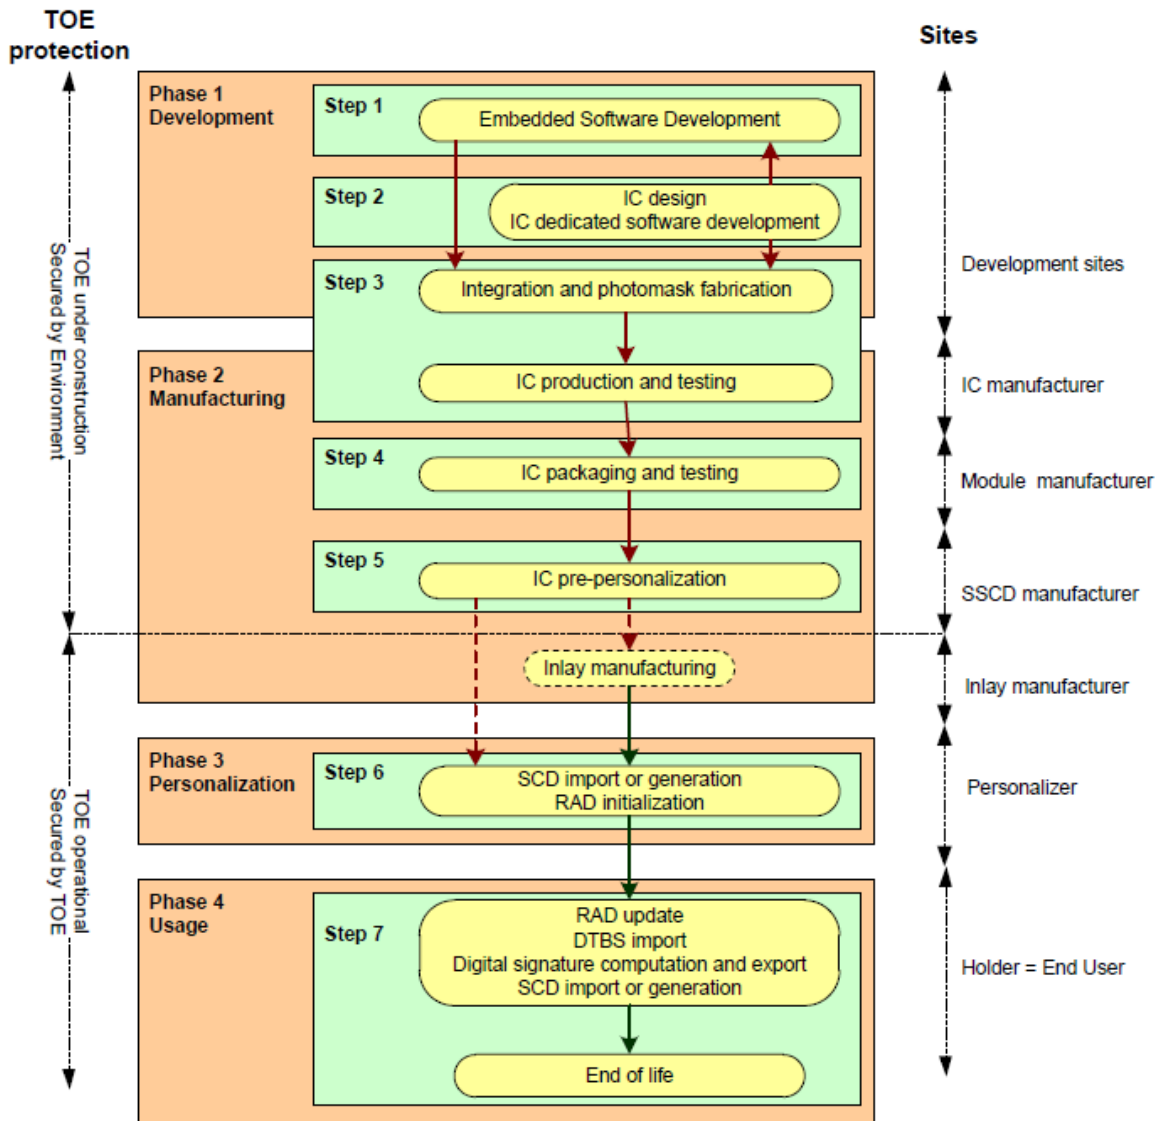 TOE
protection
Sites
Phase 1
Development
Step 1
Embedded Software Development
Step 2
IC design
IC dedicated software development
Step 3
Integration and photomask fabrication
Development sites
TOE under construction
Secured by Environment
Phase 2
Manufacturing
IC production and testing
IC manufacturer
Step 4
IC packaging and testing
Module manufacturer
Step 5
IC pre-personalization
SSCD manufacturer
Inlay manufacturing
Inlay manufacturer
Phase 3
Personalization
Step 6
SCD import or generation
RAD initialization
Personalizer
TOE operational
Secured by TOE
Phase 4
Usage
Step 7
RAD update
DTBS import
Digital signature computation and export
SCD import or generation
Holder = End User
End of life